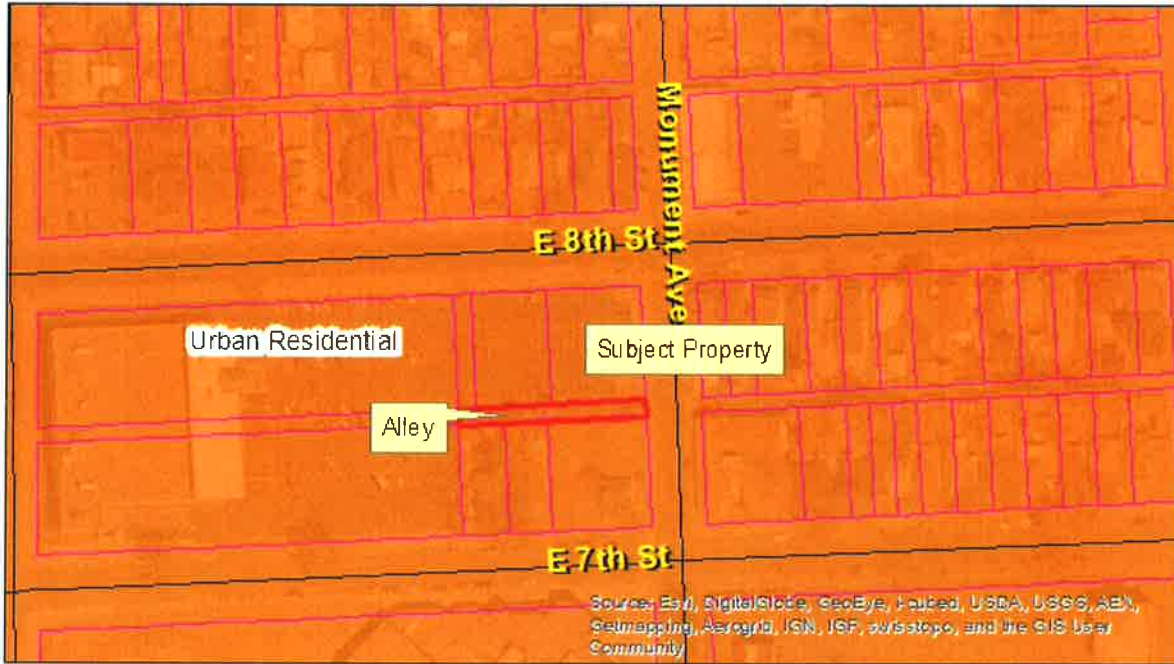 Monument Ave
E 8th St
Urban Residential
Subject Property
Alley
E 7th St
Source: Esri, DigitalGlobe, GeoEye, i-cubed, USDA, USGS, AEX,
Getmapping, Aerogrid, IGN, IGP, swisstopo, and the GIS User
Community